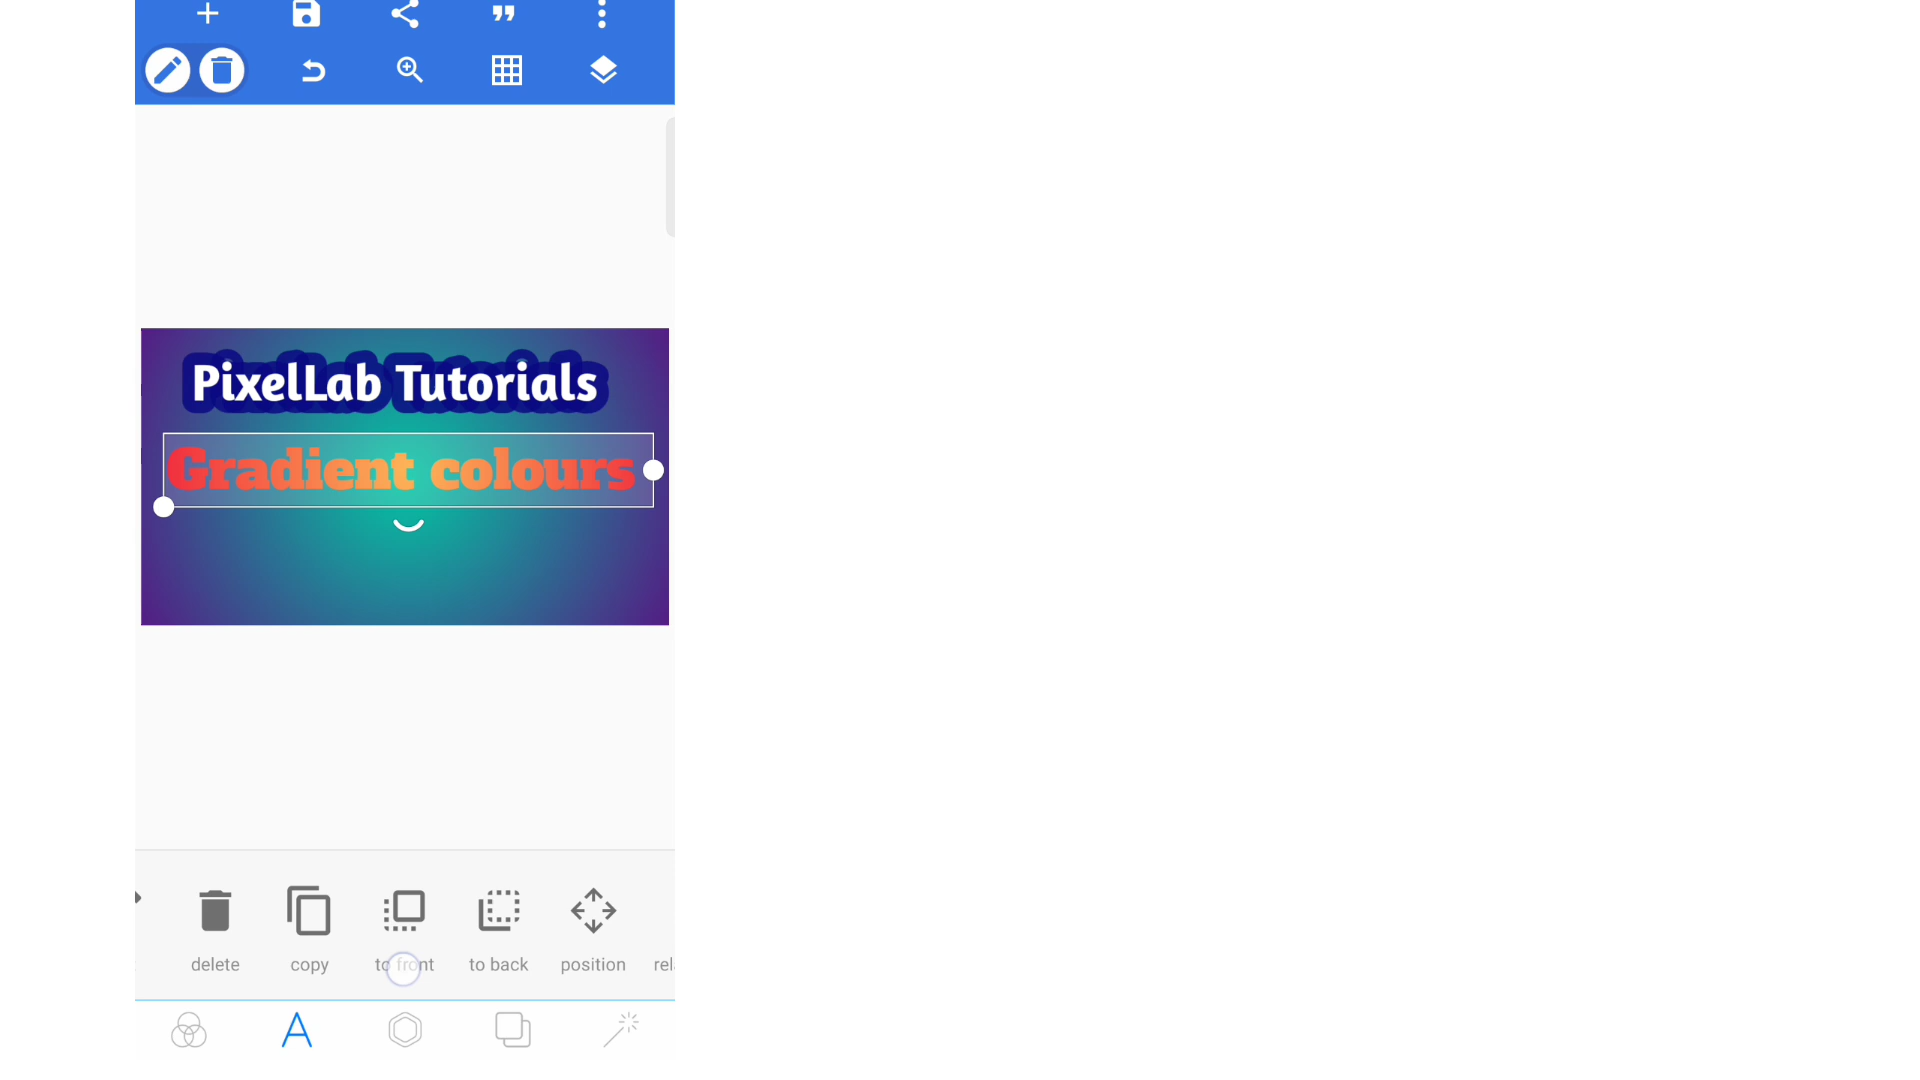 PixelLab Tutorials
Gradient colours
delete copy to front to back position